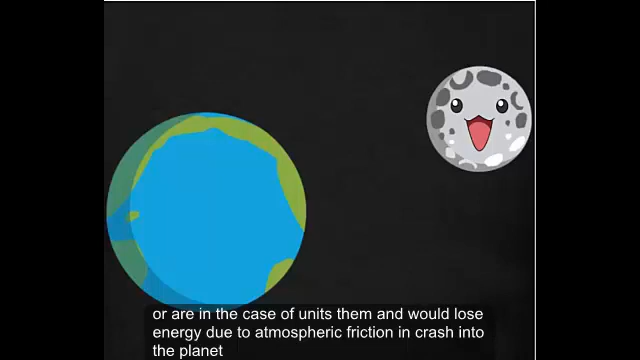 or are in the case of units them and would lose
energy due to atmospheric friction in crash into
the planet